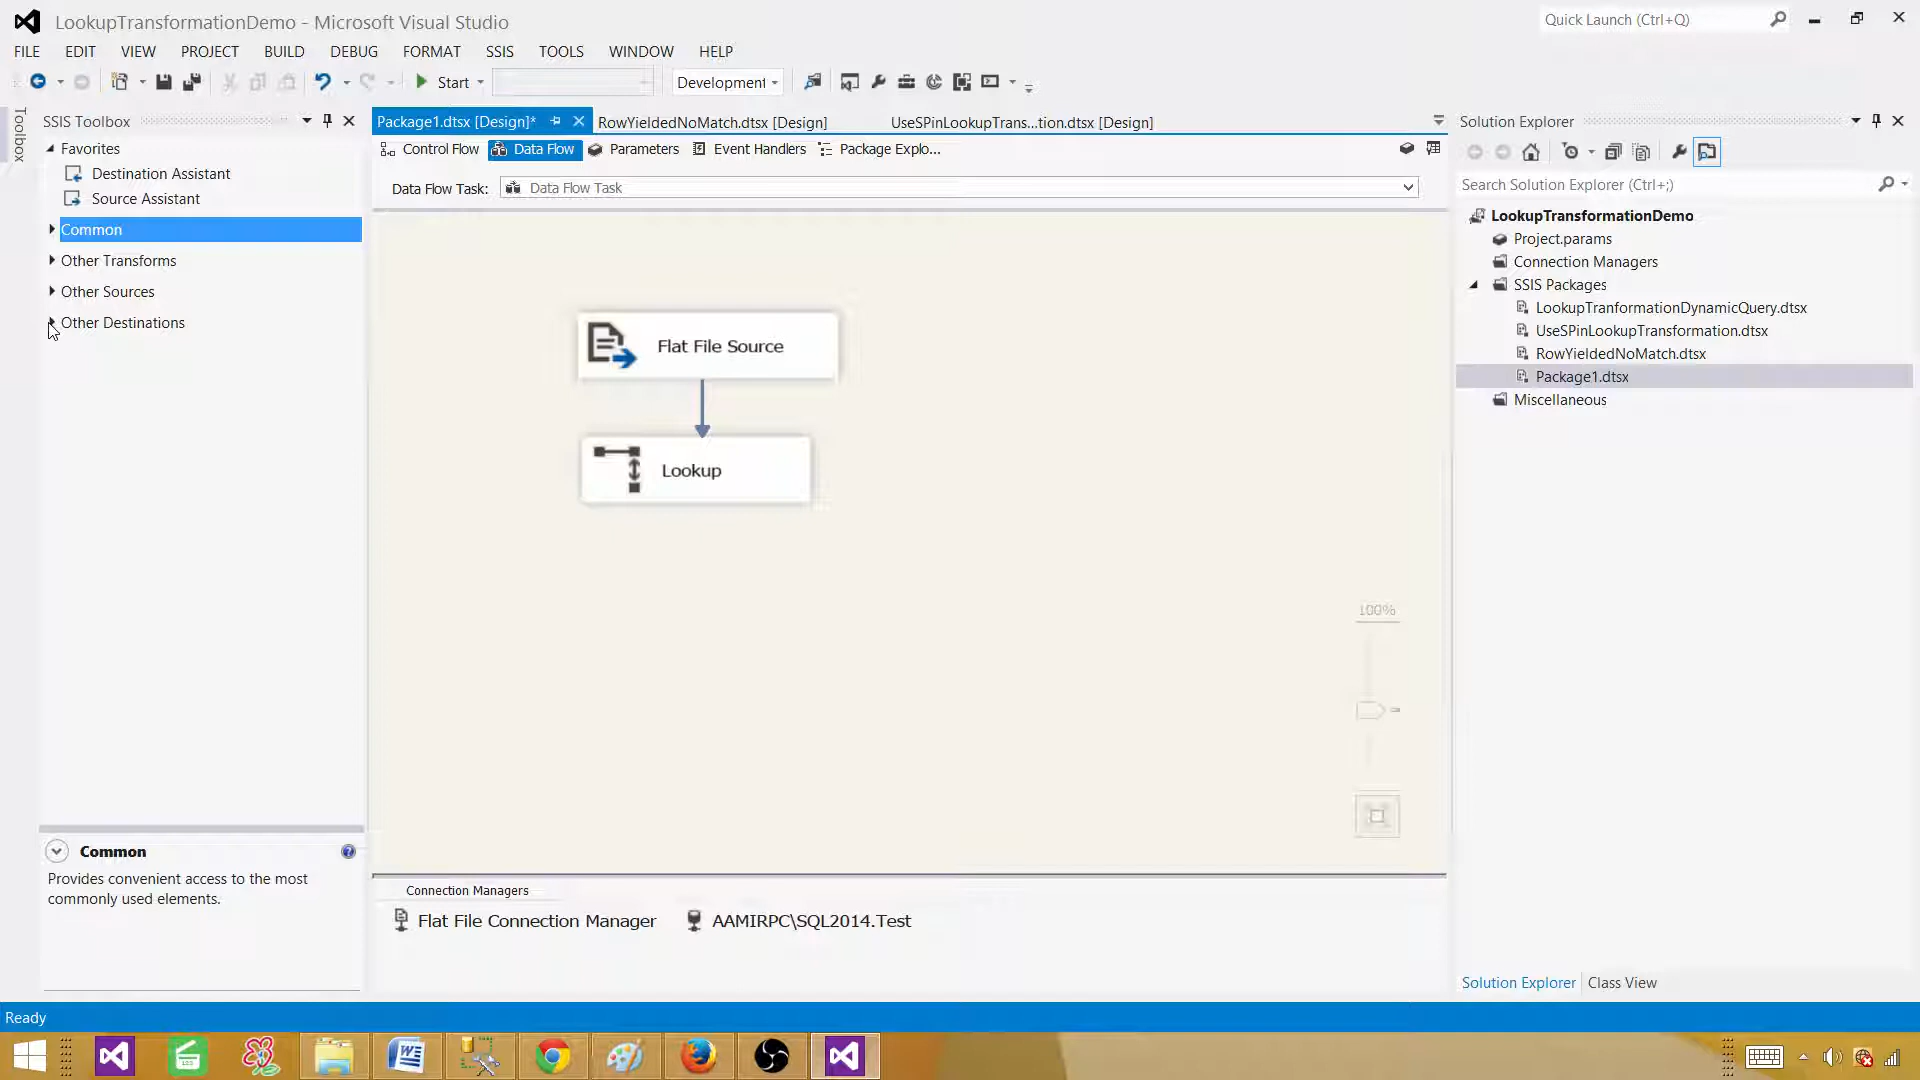 LookupTransformationDemo - Microsoft Visual Studio
Quick Launch (Ctrl+Q)
FILE EDIT VIEW PROJECT BUILD DEBUG FORMAT SSIS TOOLS WINDOW HELP
Start Development
Toolbox
SSIS Toolbox
Favorites
Destination Assistant
Source Assistant
Common
Other Transforms
Other Sources
Other Destinations
Common
Provides convenient access to the most
commonly used elements.
Package1.dtsx [Design]* RowYieldedNoMatch.dtsx [Design] UseSPinLookupTrans...tion.dtsx [Design]
Control Flow Data Flow Parameters Event Handlers Package Explo...
Data Flow Task: Data Flow Task
Flat File Source
Lookup
100%
Connection Managers
Flat File Connection Manager AAMIRPC\SQL2014.Test
Solution Explorer
Search Solution Explorer (Ctrl+;)
LookupTransformationDemo
Project.params
Connection Managers
SSIS Packages
LookupTranformationDynamicQuery.dtsx
UseSPinLookupTransformation.dtsx
RowYieldedNoMatch.dtsx
Package1.dtsx
Miscellaneous
Solution Explorer Class View
Ready